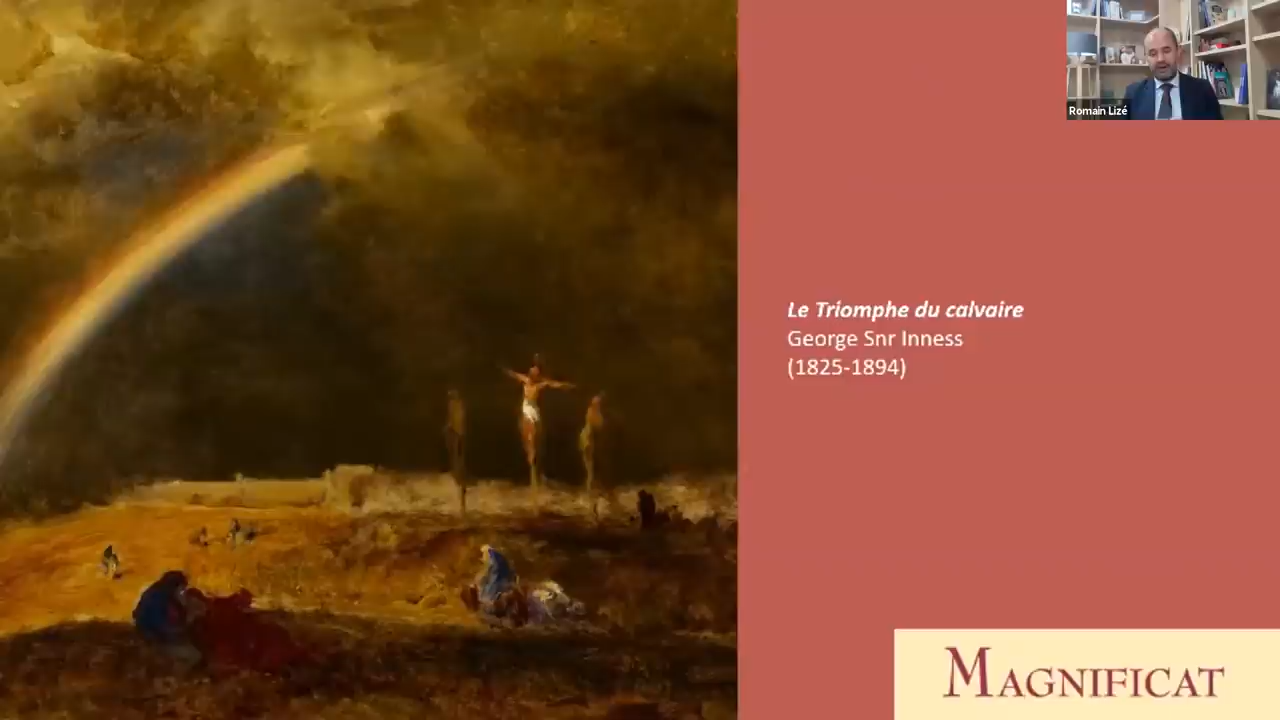 Romain Lizé
Le Triomphe du calvaire
George Snr Inness
(1825-1894)
MAGNIFICAT